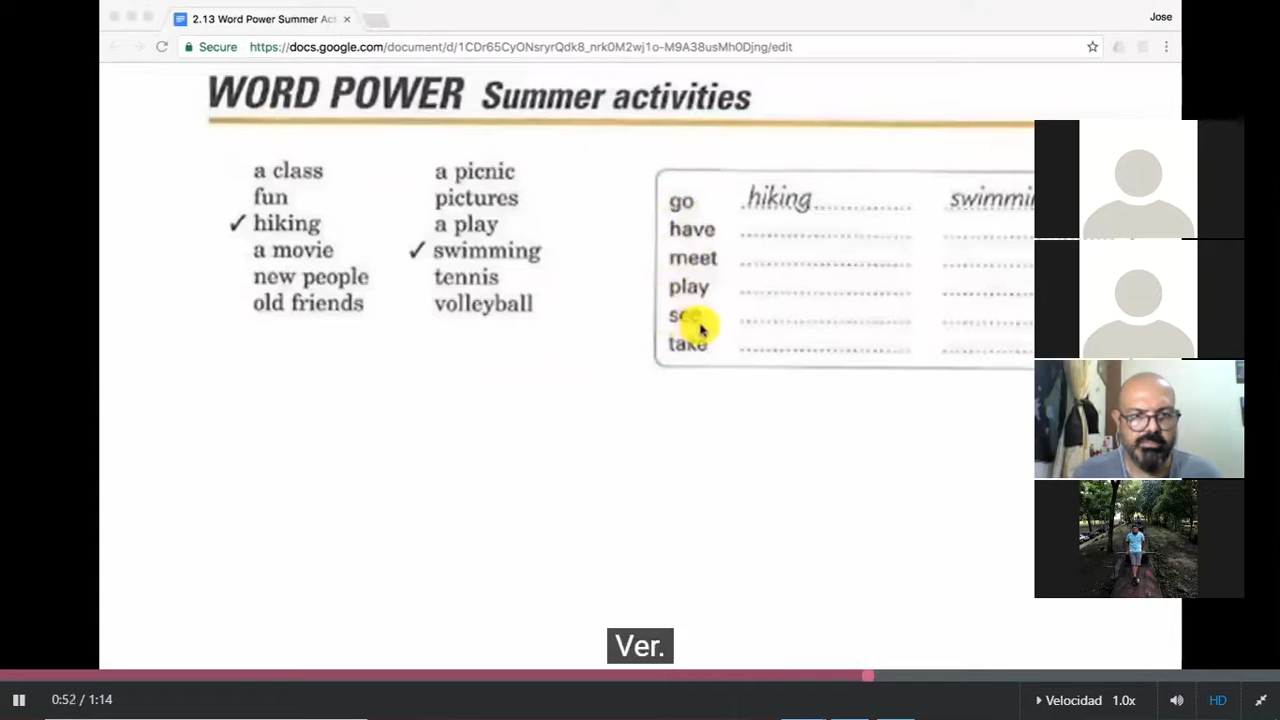 2.13 Word Power Summer Act
Jose
Secure
https://docs.google.com/document/d/1CDr65CyONsryrQdk8_nrk0M2wj1o-M9A38usMh0Djng/edit
WORD POWER Summer activities
a class
fun
✓ hiking
a movie
new people
old friends
a picnic
pictures
a play
✓ swimming
tennis
volleyball
go hiking swimmi
have
meet
play
see
take
Ver.
0:52 / 1:14
Velocidad 1.0x
HD